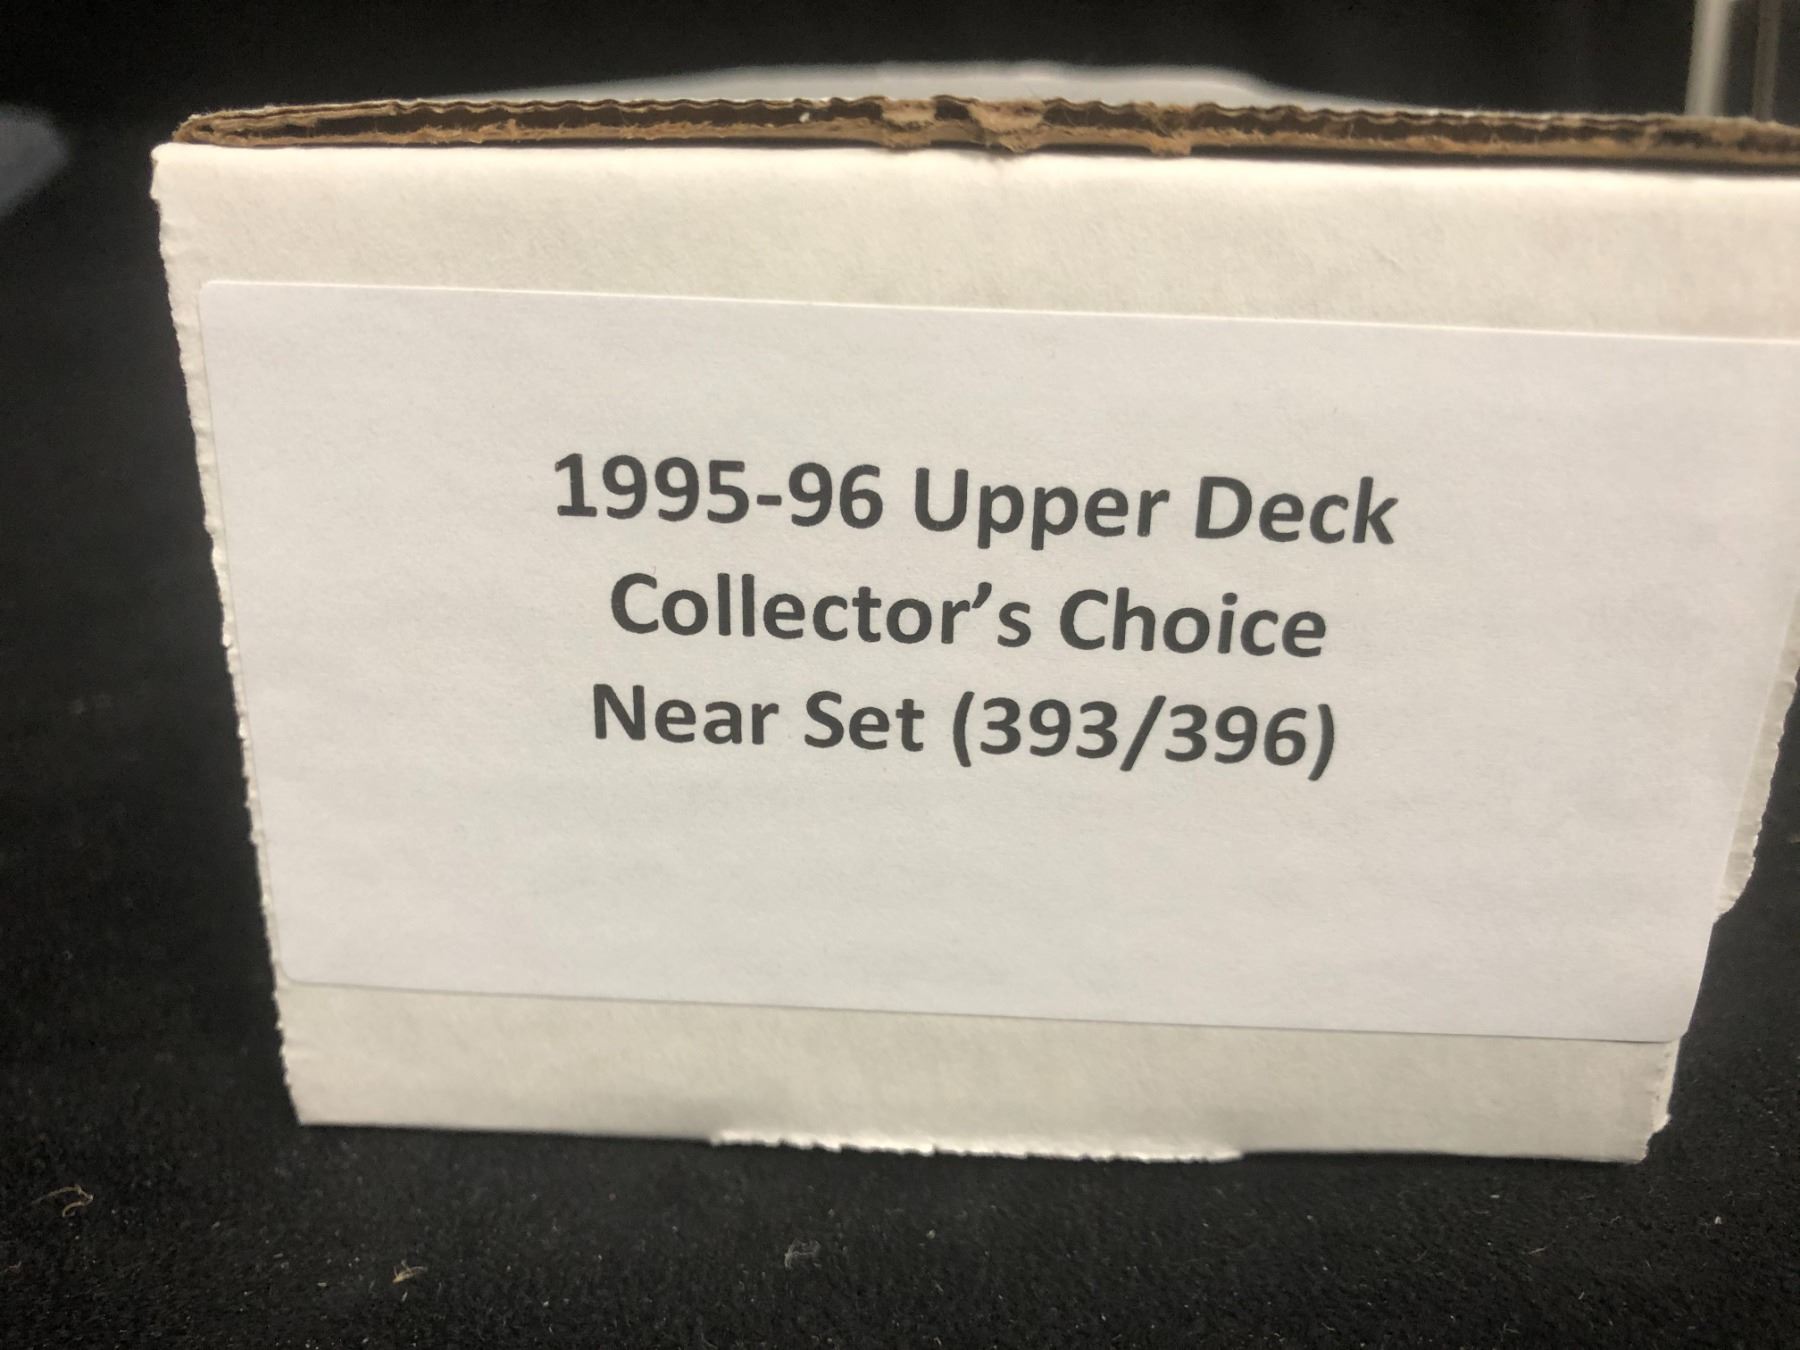 1995-96 Upper Deck
Collector’s Choice
Near Set (393/396)